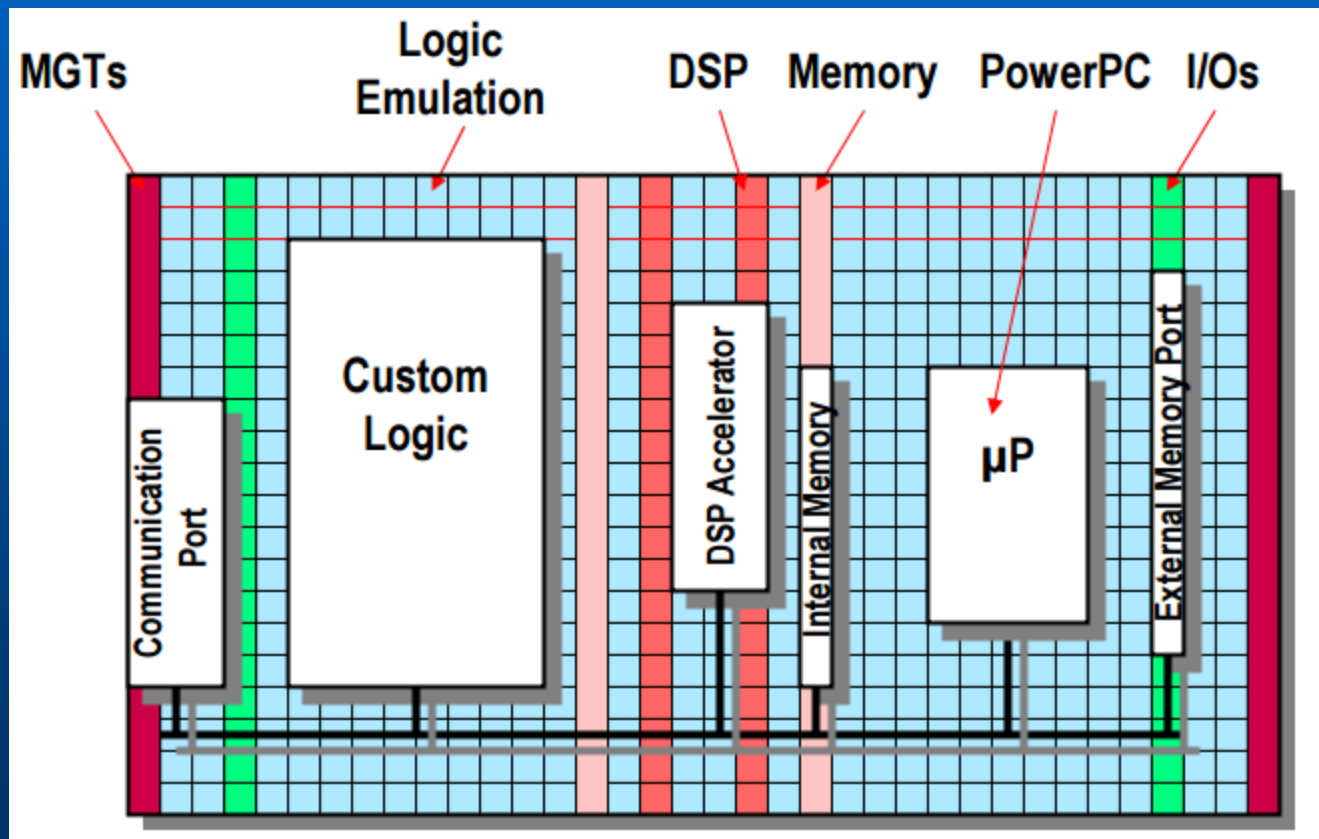 MGTs
Logic
Emulation
DSP
Memory
PowerPC
I/Os
Communication
Port
Custom
Logic
DSP Accelerator
Internal Memory
µP
External Memory Port